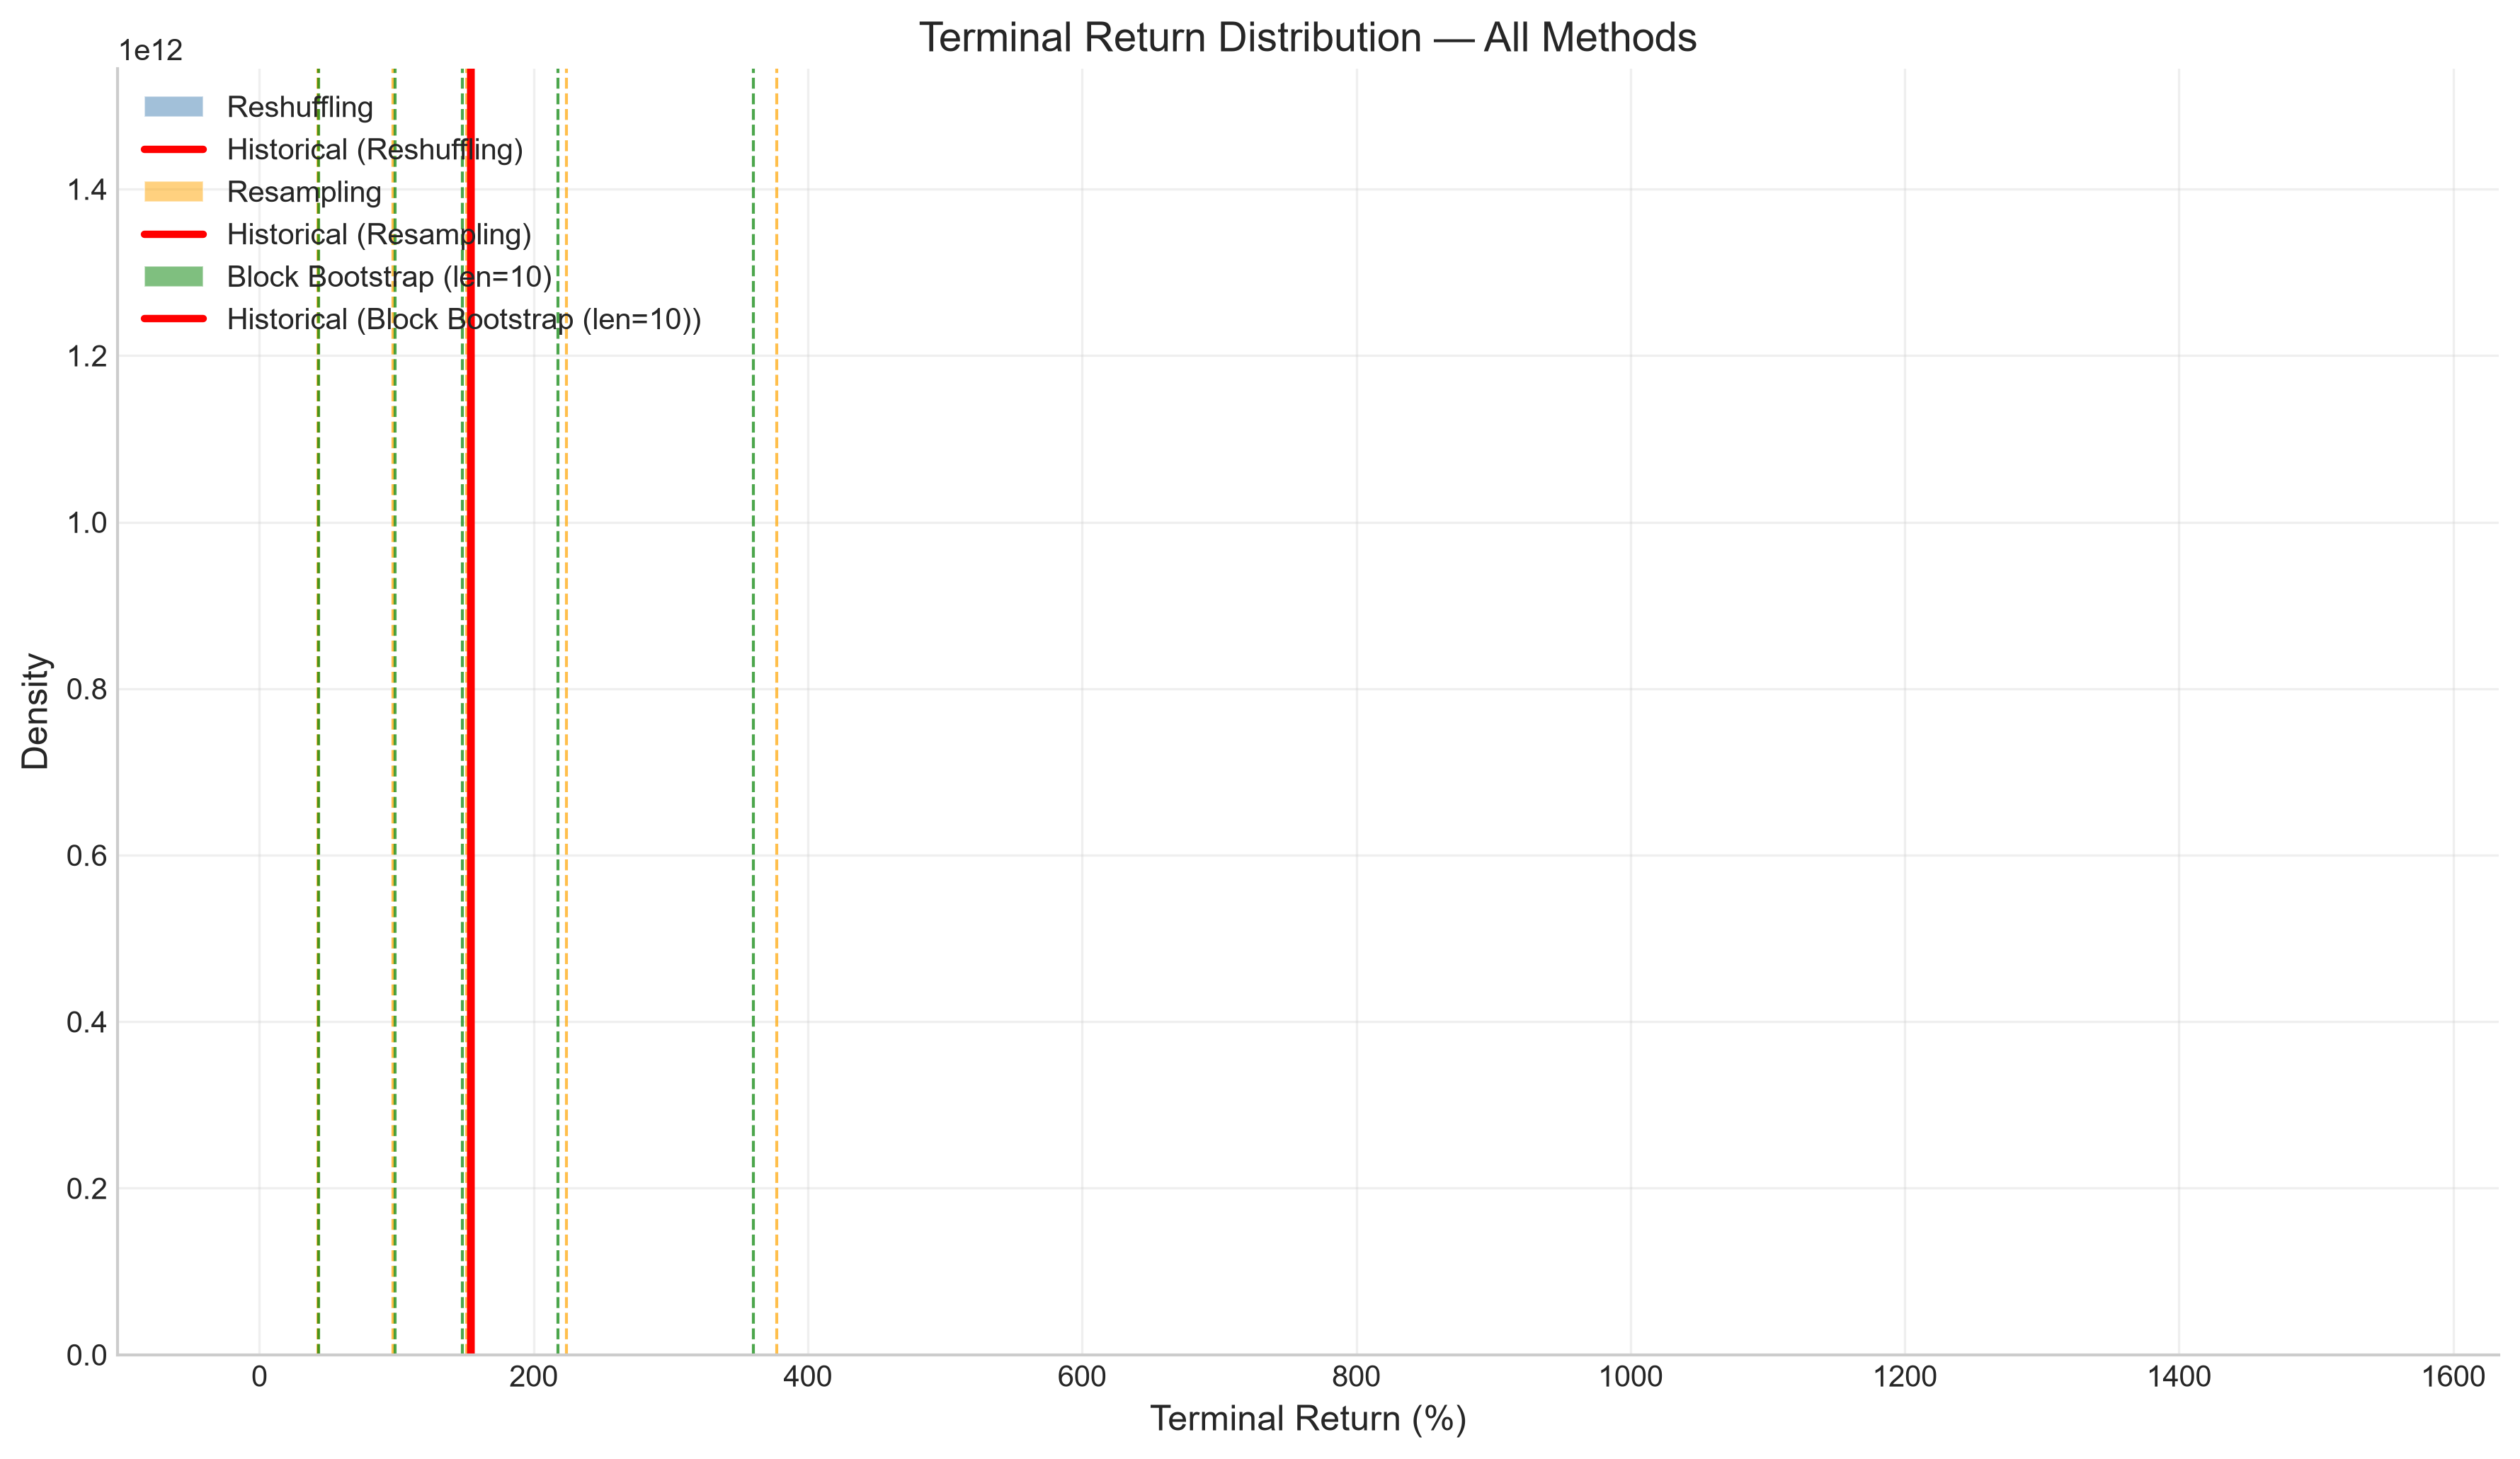 Terminal Return Distribution — All Methods
1e12
Reshuffling
Historical (Reshuffling)
Resampling
Historical (Resampling)
Block Bootstrap (len=10)
Historical (Block Bootstrap (len=10))
1.4
1.2
1.0
0.8
0.6
0.4
0.2
0.0
Density
0 200 400 600 800 1000 1200 1400 1600
Terminal Return (%)